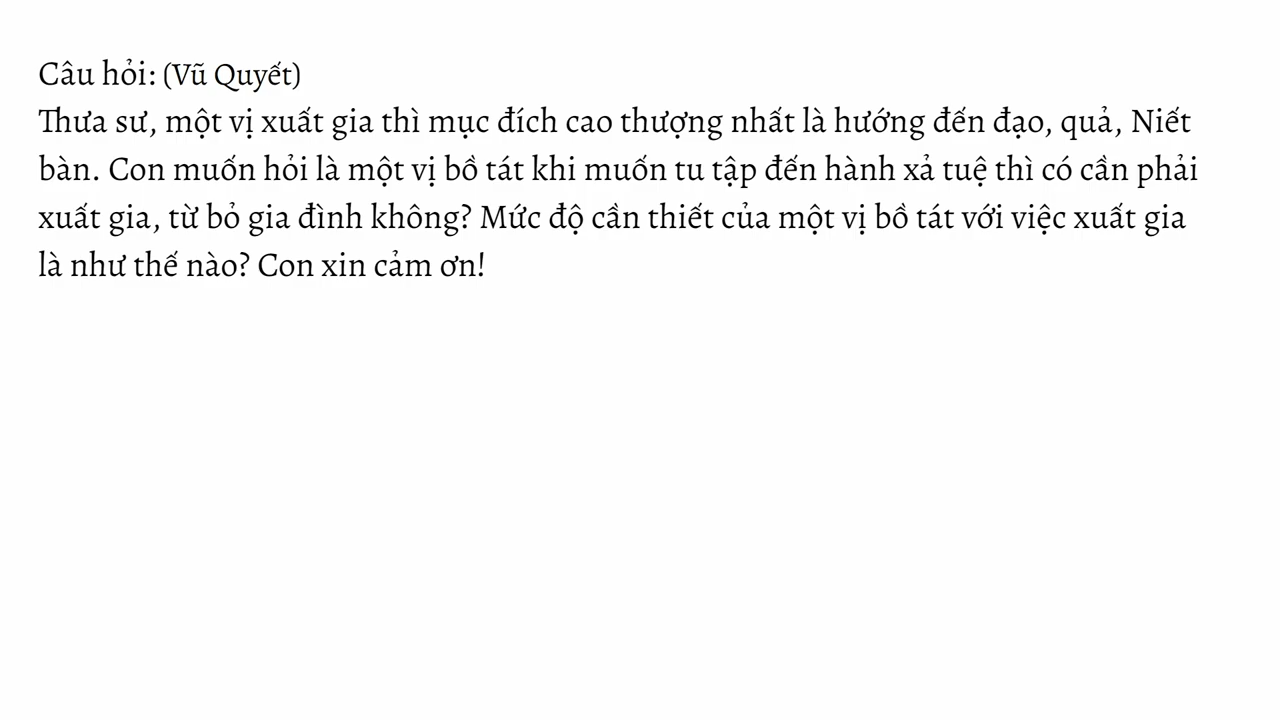 Câu hỏi: (Vũ Quyết)
Thưa sư, một vị xuất gia thì mục đích cao thượng nhất là hướng đến đạo, quả, Niết
bàn. Con muốn hỏi là một vị bồ tát khi muốn tu tập đến hành xả tuệ thì có cần phải
xuất gia, từ bỏ gia đình không? Mức độ cần thiết của một vị bồ tát với việc xuất gia
là như thế nào? Con xin cảm ơn!